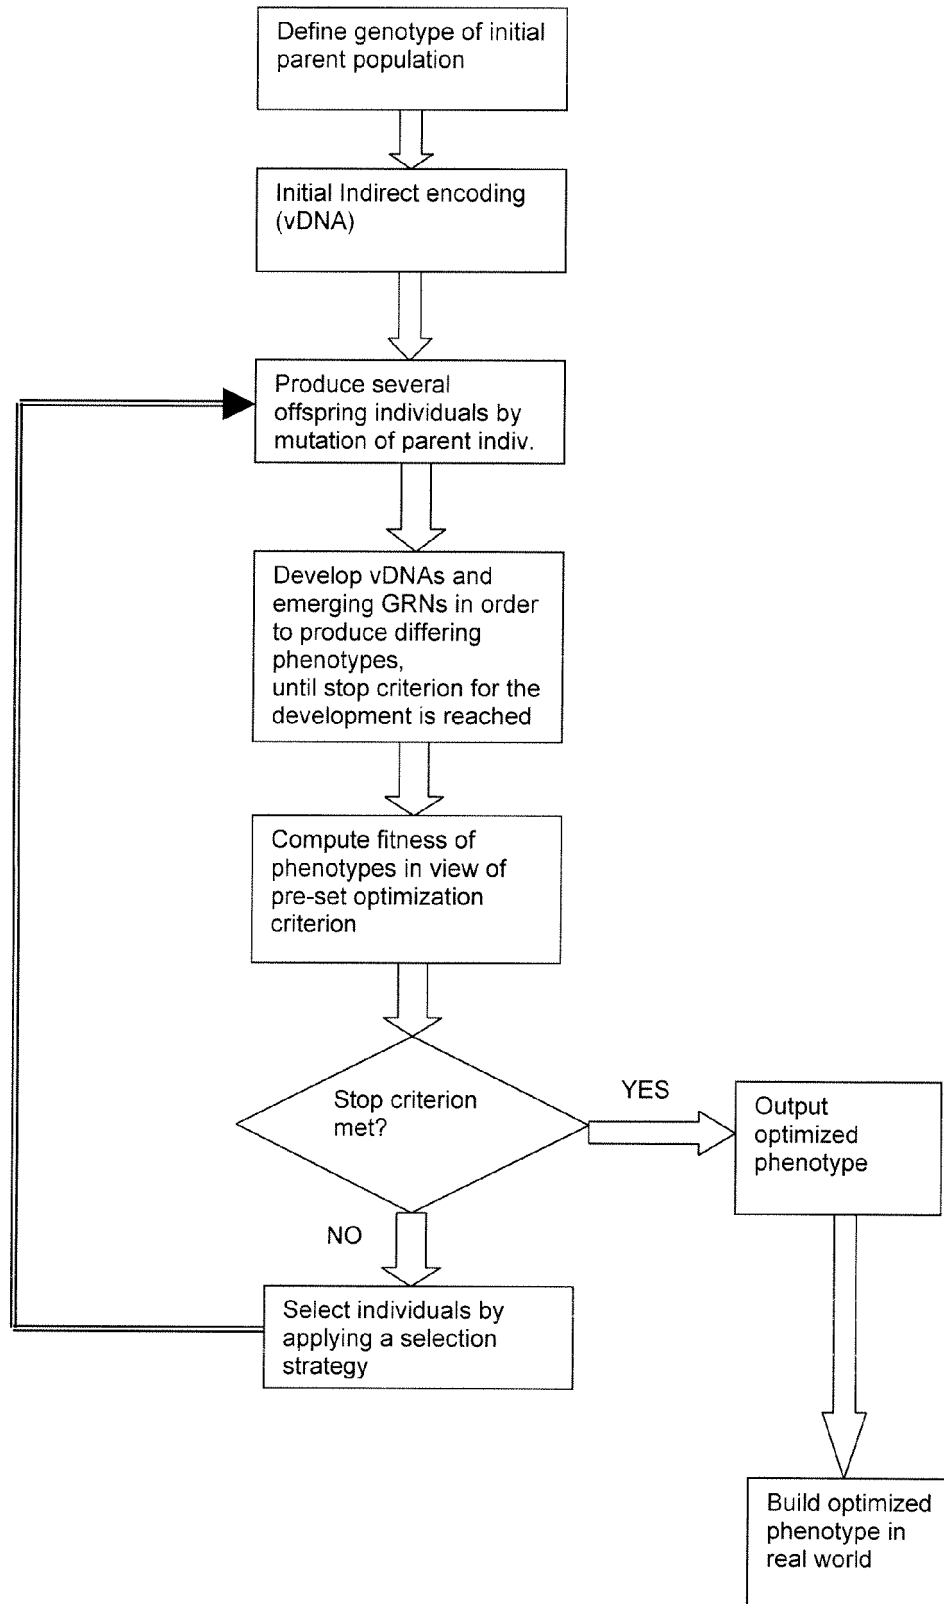 Define genotype of initial
parent population
Initial Indirect encoding
(vDNA)
Produce several
offspring individuals by
mutation of parent indiv.
Develop vDNAs and
emerging GRNs in order
to produce differing
phenotypes,
until stop criterion for the
development is reached
Compute fitness of
phenotypes in view of
pre-set optimization
criterion
Stop criterion
met?
YES
Output
optimized
phenotype
NO
Select individuals by
applying a selection
strategy
Build optimized
phenotype in
real world